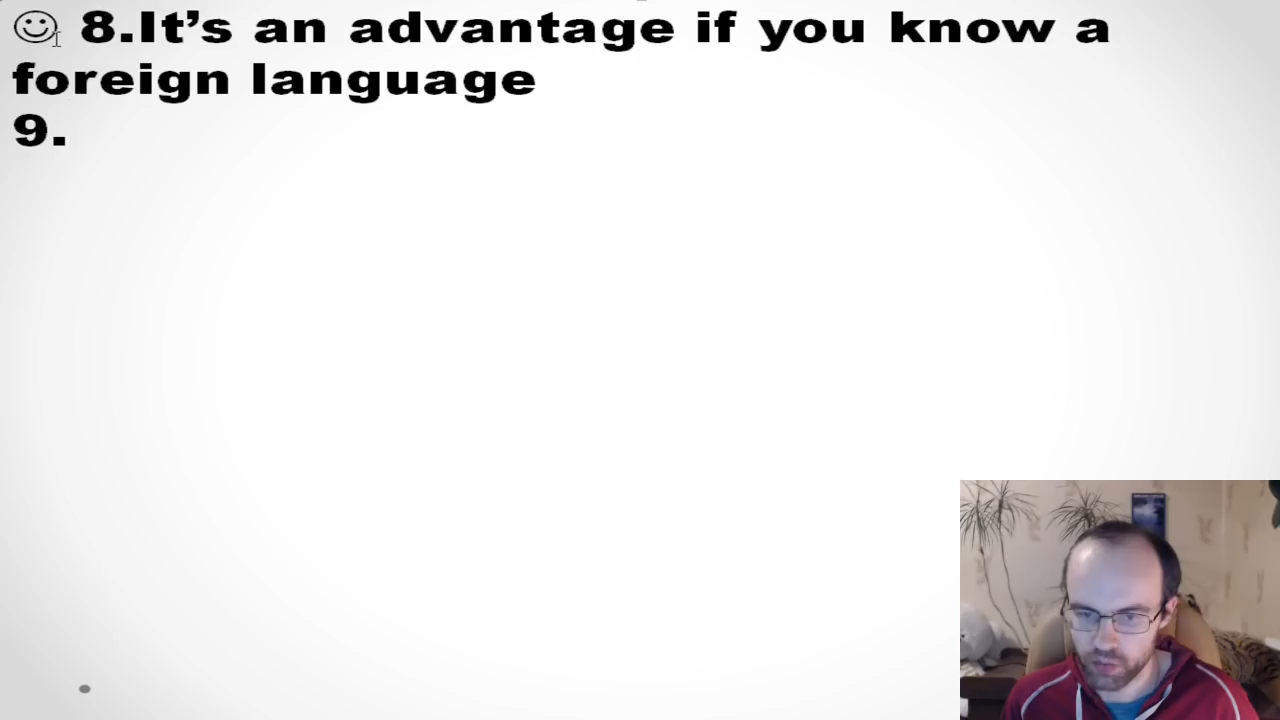 ☺ 8.It’s an advantage if you know a
foreign language
9.